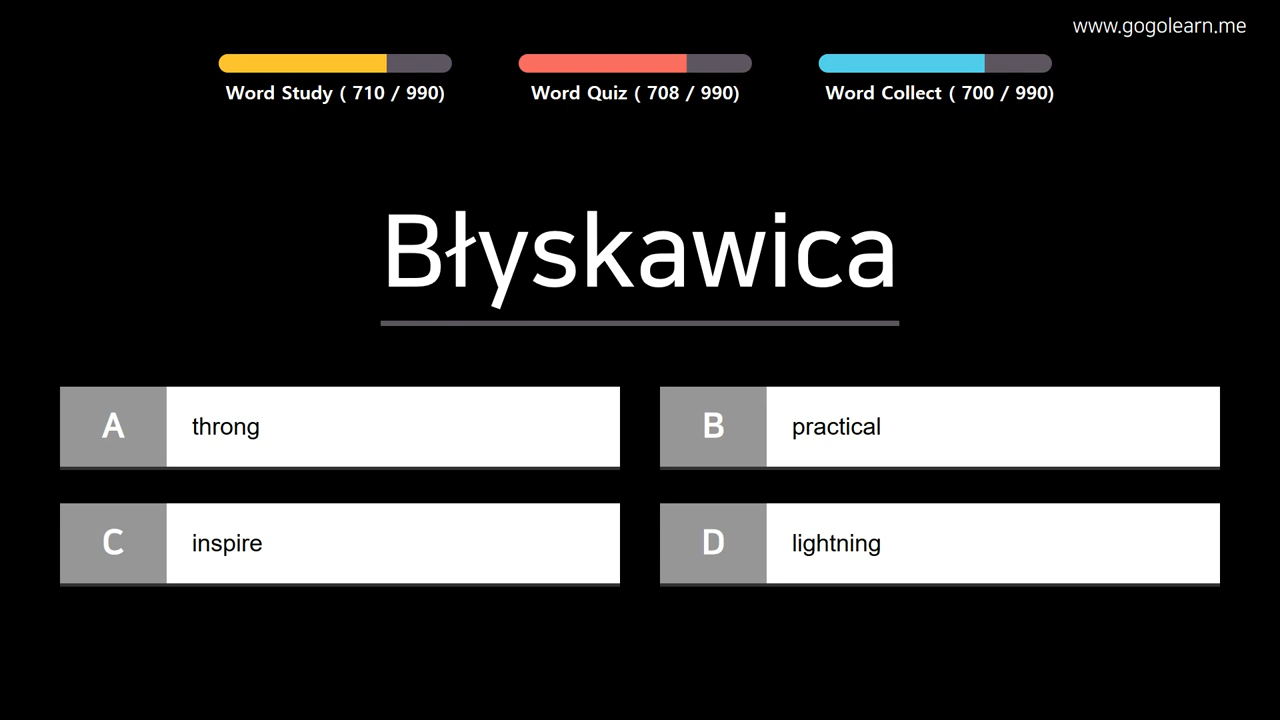 www.gogolearn.me
Word Study ( 710 / 990)
Word Quiz ( 708 / 990)
Word Collect ( 700 / 990)
Błyskawica
A throng
B practical
C inspire
D lightning